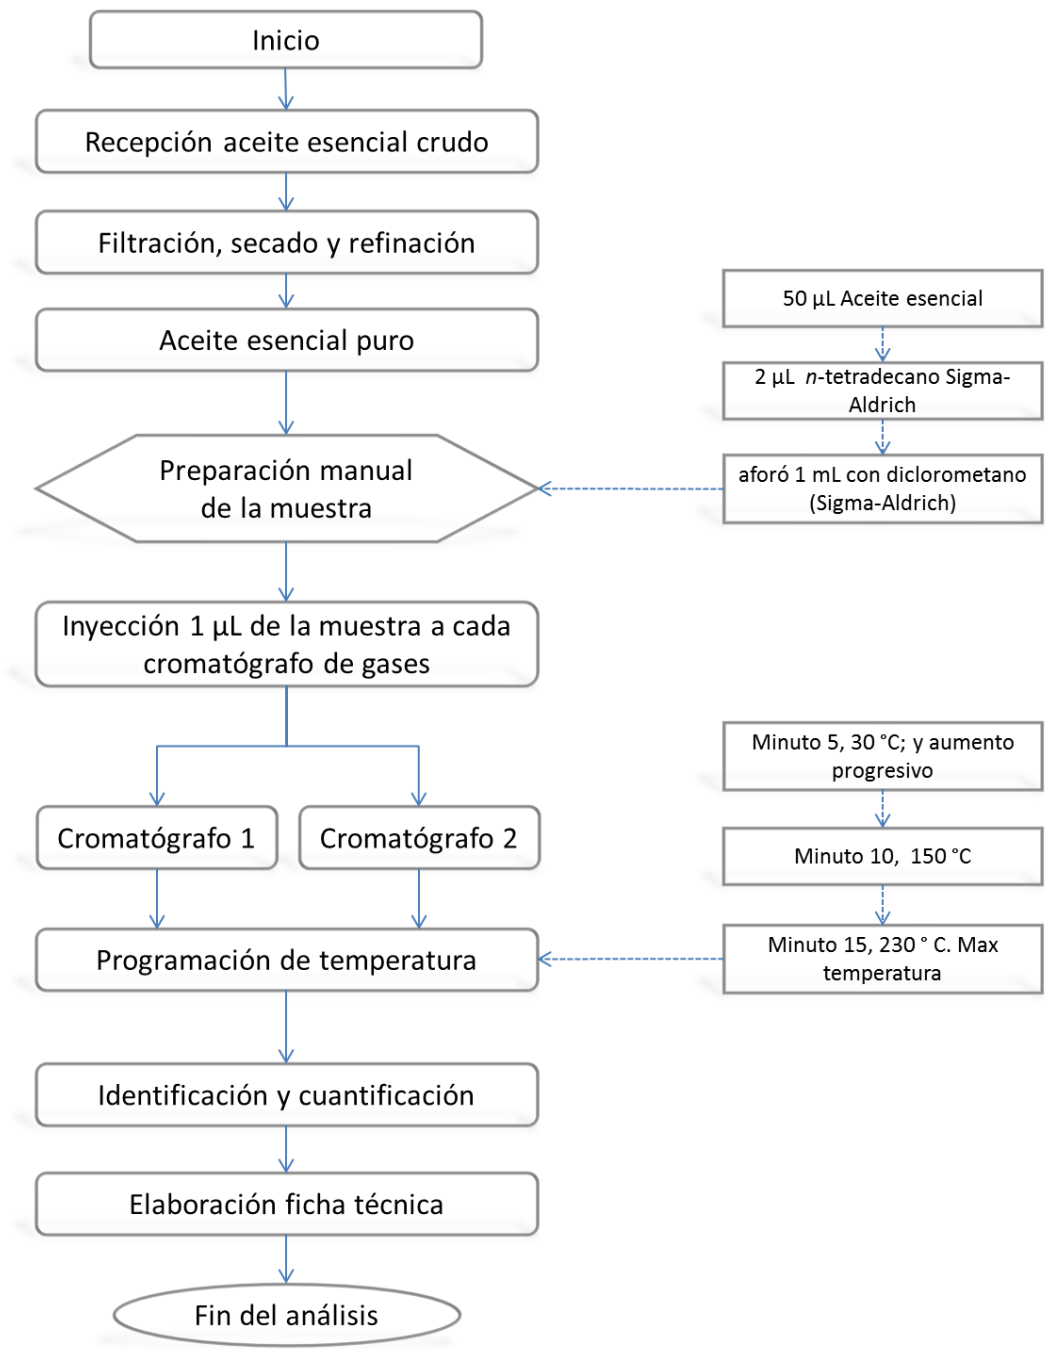 Inicio
Recepción aceite esencial crudo
Filtración, secado y refinación
Aceite esencial puro
50 µL Aceite esencial
2 µL n-tetradecano Sigma-
Aldrich
aforó 1 mL con diclorometano
(Sigma-Aldrich)
Preparación manual
de la muestra
Inyección 1 µL de la muestra a cada
cromatógrafo de gases
Cromatógrafo 1
Cromatógrafo 2
Minuto 5, 30 °C; y aumento
progresivo
Minuto 10, 150 °C
Minuto 15, 230 ° C. Max
temperatura
Programación de temperatura
Identificación y cuantificación
Elaboración ficha técnica
Fin del análisis